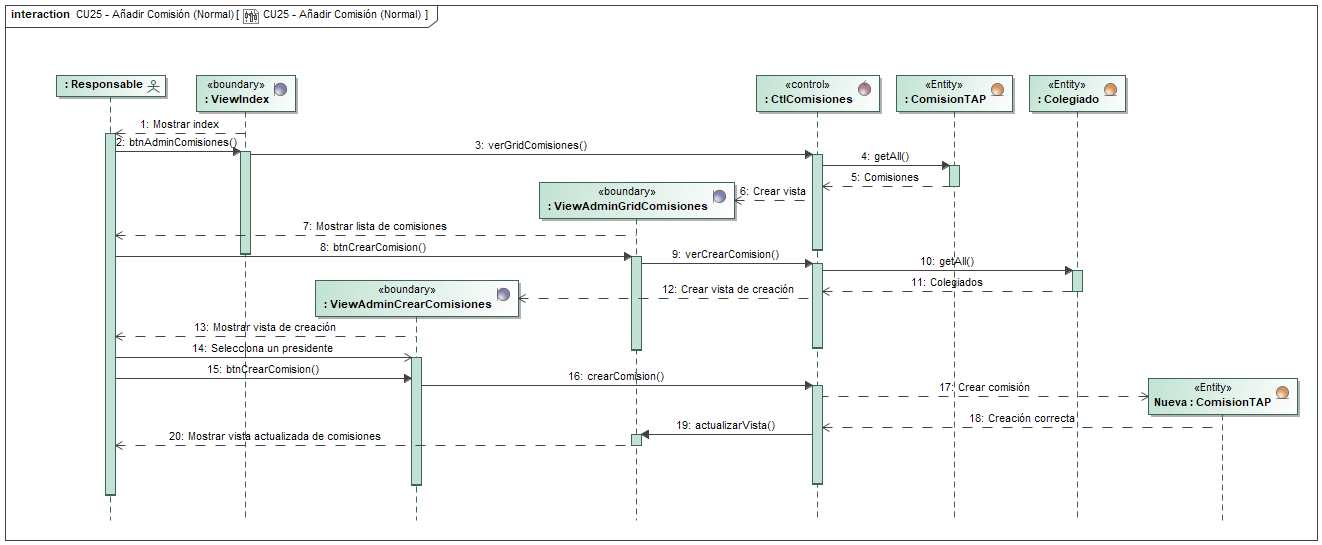 interaction CU25 - Añadir Comisión (Normal) [ CU25 - Añadir Comisión (Normal) ]
: Responsable
«boundary»
: ViewIndex
«control»
: CtlComisiones
«Entity»
: ComisionTAP
«Entity»
: Colegiado
1: Mostrar index
2: btnAdminComisiones()
3: verGridComisiones()
4: getAll()
5: Comisiones
6: Crear vista
«boundary»
: ViewAdminGridComisiones
7: Mostrar lista de comisiones
8: btnCrearComision()
9: verCrearComision()
10: getAll()
11: Colegiados
12: Crear vista de creación
«boundary»
: ViewAdminCrearComisiones
13: Mostrar vista de creación
14: Selecciona un presidente
15: btnCrearComision()
16: crearComision()
17: Crear comisión
«Entity»
Nueva : ComisionTAP
18: Creación correcta
19: actualizarVista()
20: Mostrar vista actualizada de comisiones